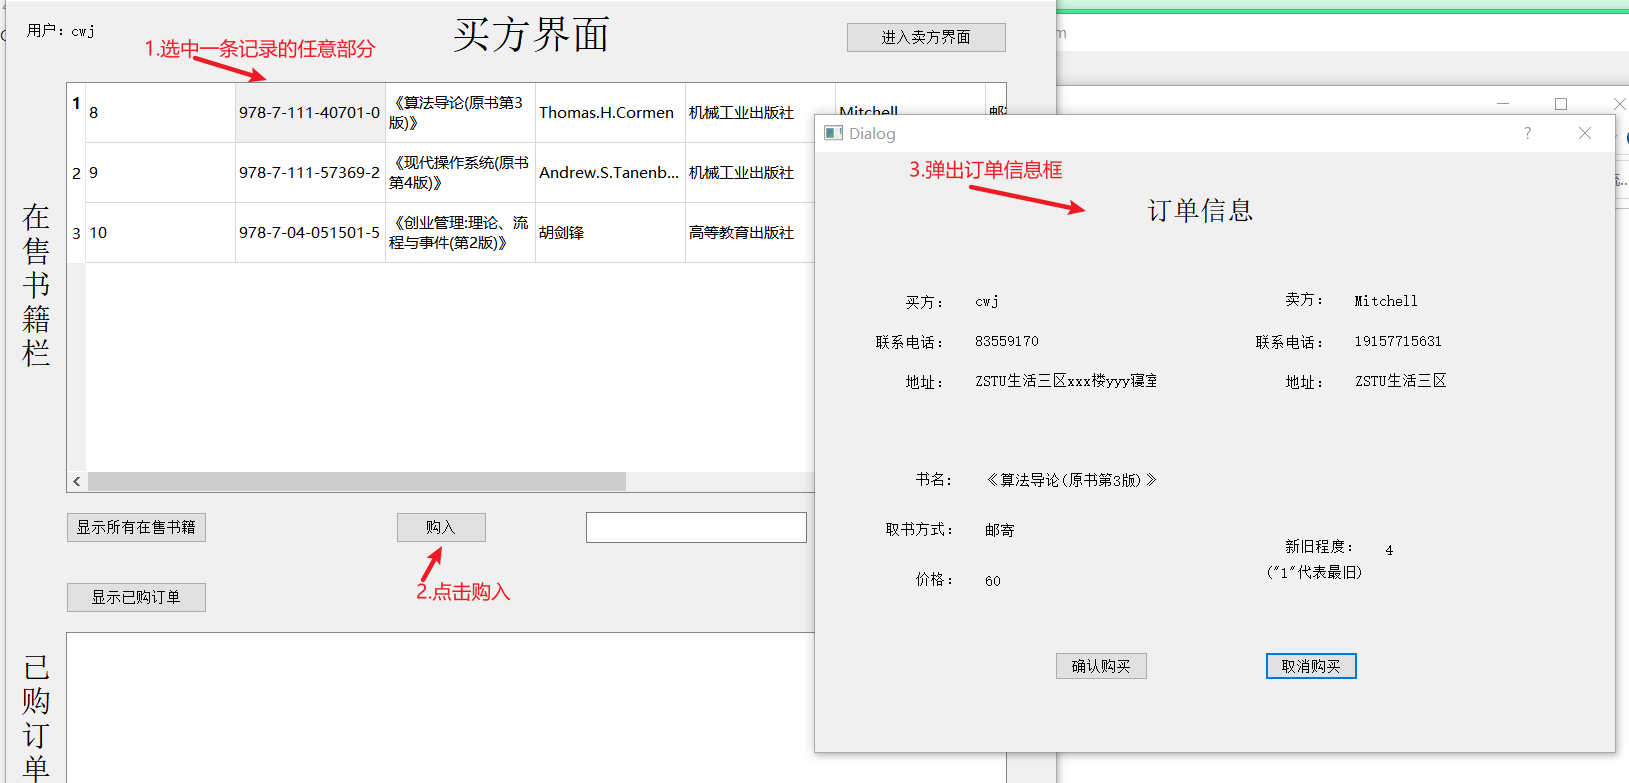 用户：cwj
买方界面
进入卖方界面
1.选中一条记录的任意部分
在售书籍栏
1 8 978-7-111-40701-0 《算法导论(原书第3版)》 Thomas.H.Cormen 机械工业出版社 Mitchell
2 9 978-7-111-57369-2 《现代操作系统(原书第4版)》 Andrew.S.Tanenb... 机械工业出版社
3 10 978-7-04-051501-5 《创业管理:理论、流程与事件(第2版)》 胡剑锋 高等教育出版社
显示所有在售书籍
购入
2.点击购入
显示已购订单
已购订单
Dialog
?
3.弹出订单信息框
订单信息
买方： cwj
卖方： Mitchell
联系电话： 83559170
联系电话： 19157715631
地址： ZSTU生活三区xxx楼yyy寝室
地址： ZSTU生活三区
书名： 《算法导论(原书第3版)》
取书方式： 邮寄
新旧程度： 4
("1"代表最旧)
价格： 60
确认购买
取消购买